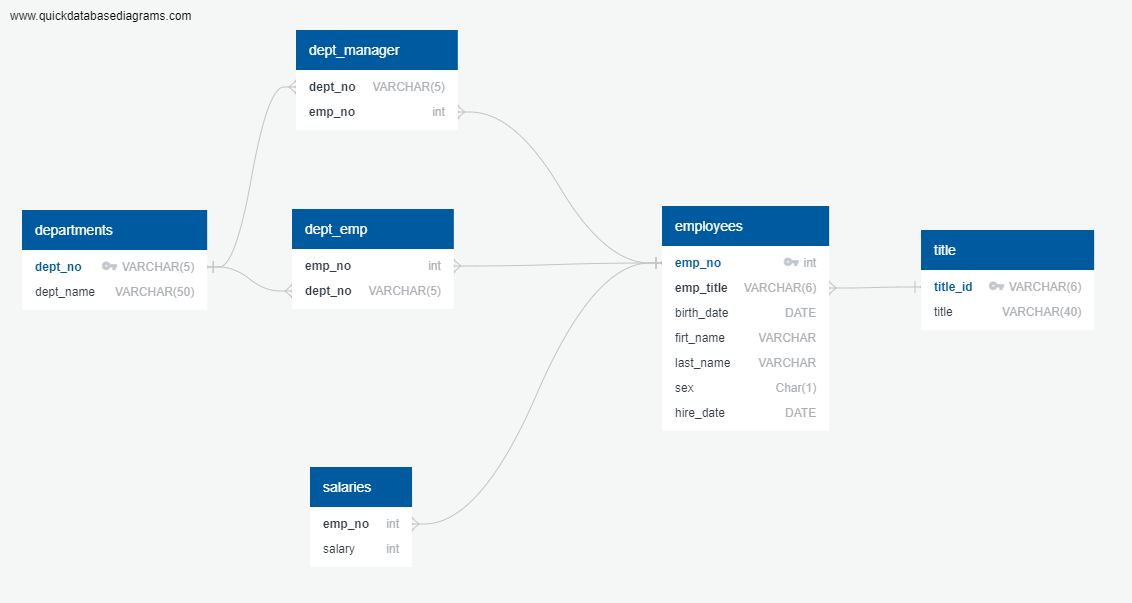 www.quickdatabasediagrams.com
dept_manager
dept_no VARCHAR(5)
emp_no int
departments
dept_no VARCHAR(5)
dept_name VARCHAR(50)
dept_emp
emp_no int
dept_no VARCHAR(5)
employees
emp_no int
emp_title VARCHAR(6)
birth_date DATE
firt_name VARCHAR
last_name VARCHAR
sex Char(1)
hire_date DATE
title
title_id VARCHAR(6)
title VARCHAR(40)
salaries
emp_no int
salary int